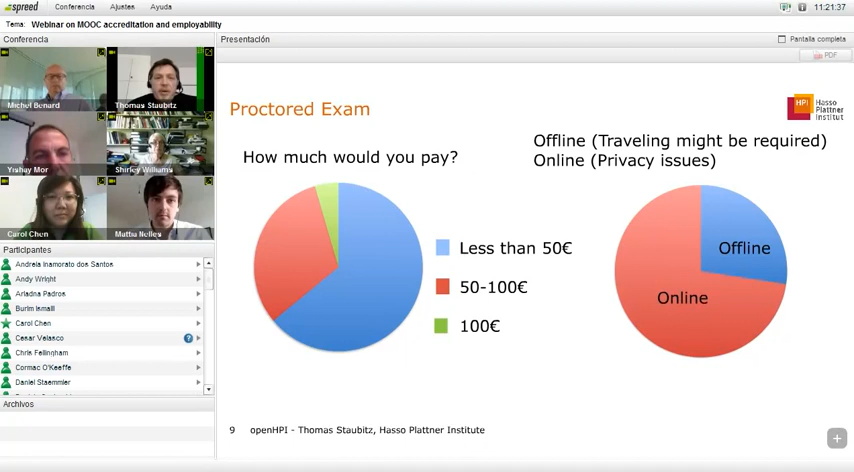 spreed
Conferencia Ajustes Ayuda
11:21:37
Tema: Webinar on MOOC accreditation and employability
Conferencia
Presentación
Pantalla completa
PDF
Michel Benard
Thomas Staubitz
Yishay Mor
Shirley Williams
Carol Chen
Mattia Nelles
Participantes
Andreia Inamorato dos Santos
Andy Wright
Ariadna Padros
Burim Ismaili
Carol Chen
Cesar Velasco
Chris Fellingham
Cormac O'Keeffe
Daniel Staemmler
Archivos
Proctored Exam
HPI
Hasso
Plattner
Institut
How much would you pay?
Less than 50€
50-100€
100€
Offline (Traveling might be required)
Online (Privacy issues)
Offline
Online
9 openHPI - Thomas Staubitz, Hasso Plattner Institute